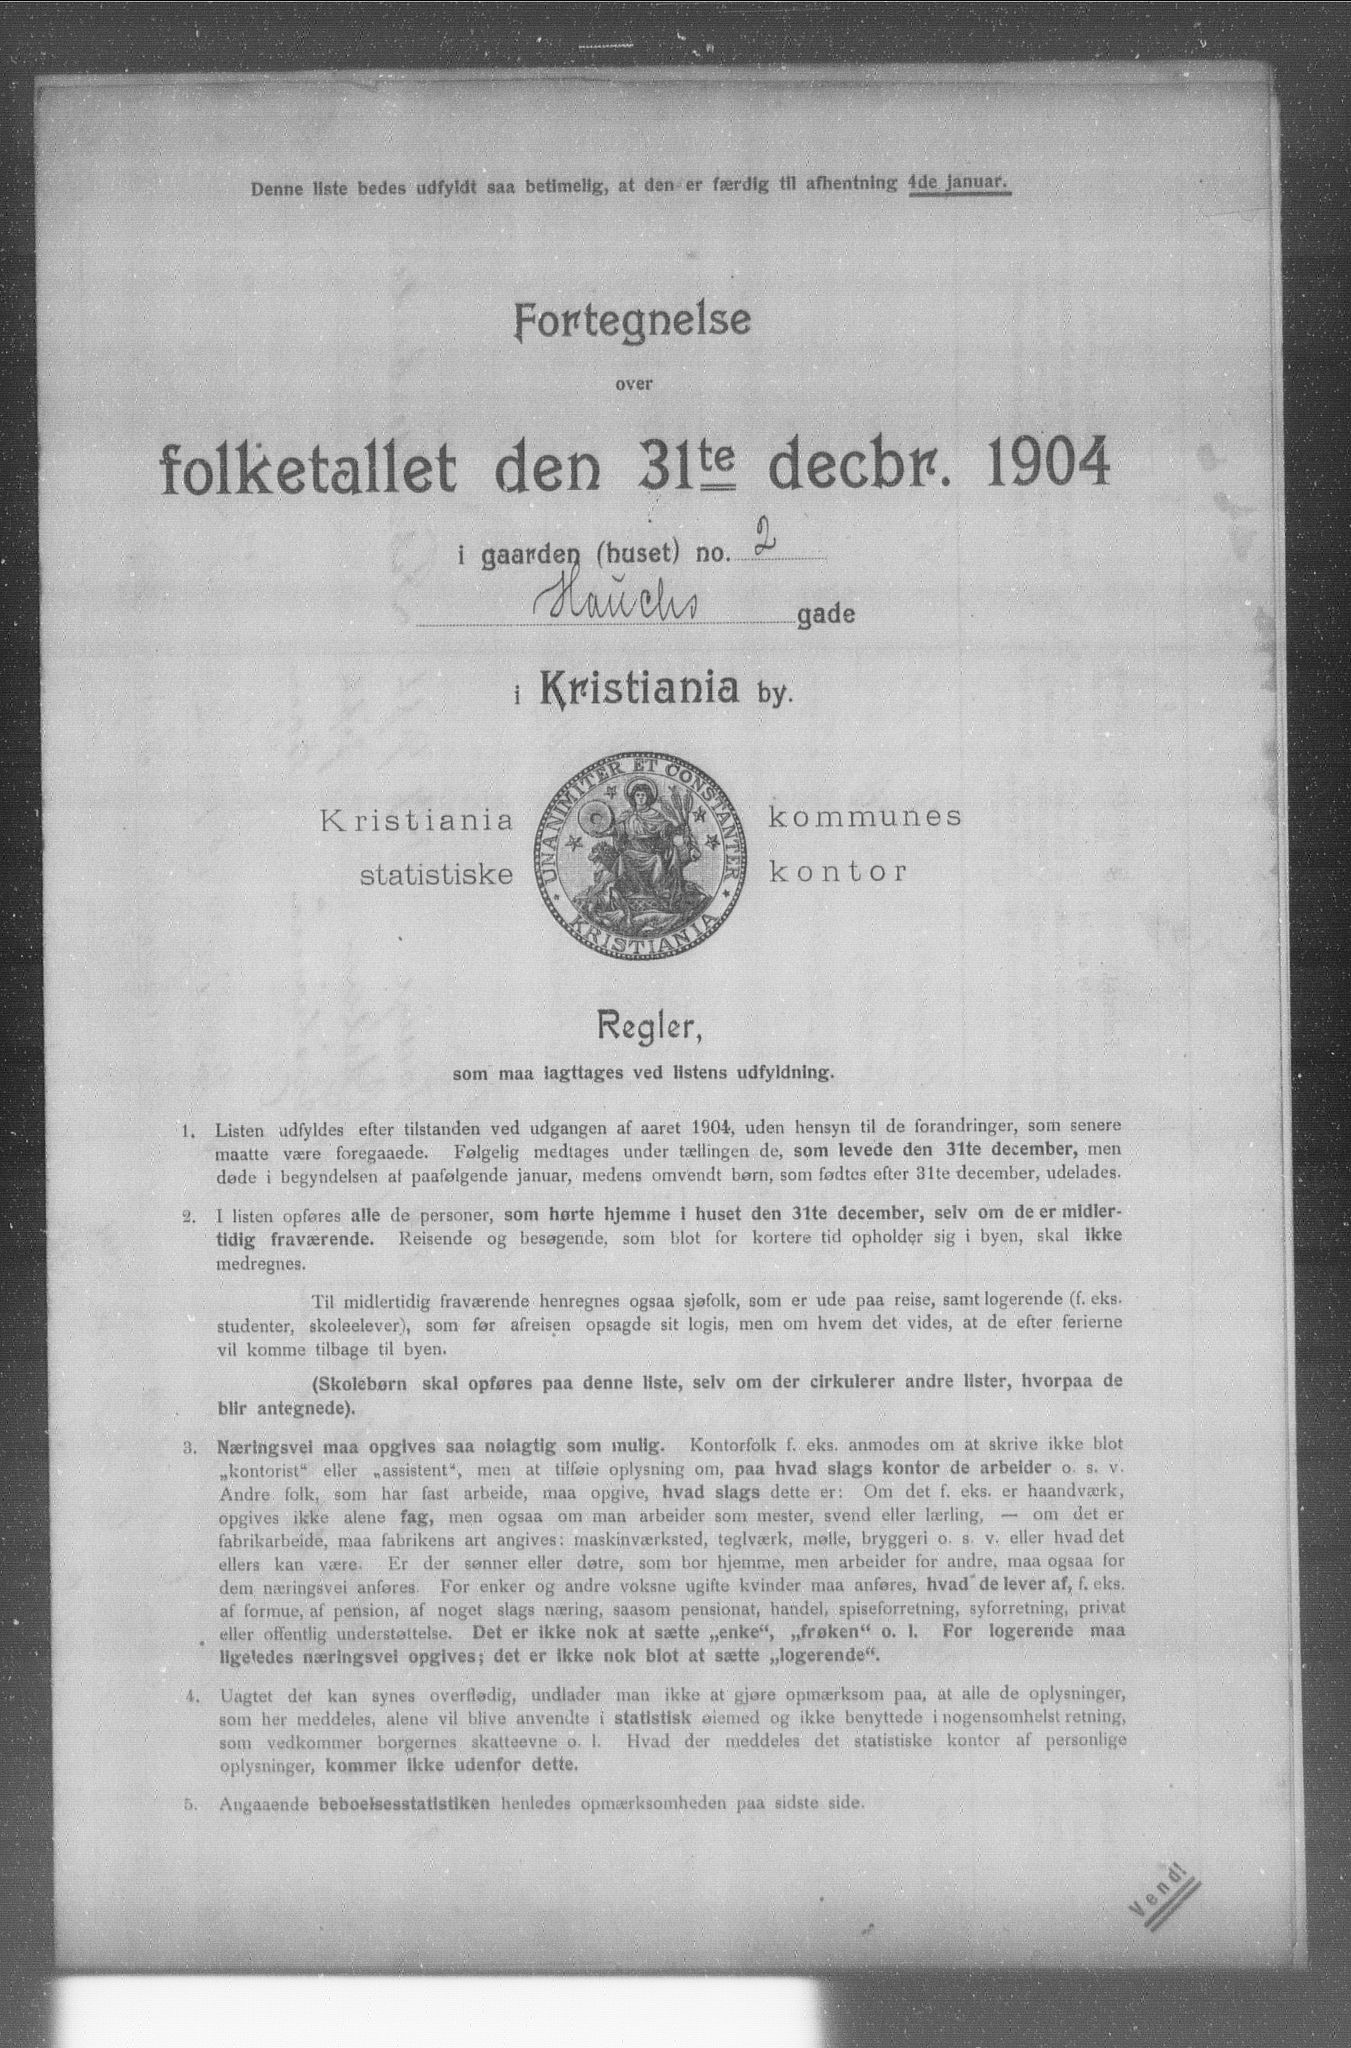 Denne liste bedes udfyldt saa betimelig, at den er færdig til afhentning 4de januar.
Fortegnelse
over
folketallet den 31te decbr. 1904
i gaarden (huset) no. 2
Hauchs gade
i Kristiania by.
Kristiania kommunes
statistiske kontor
UNANIMITER ET CONSTANTER
KRISTIANIA
Regler,
som maa iagttages ved listens udfyldning.
1. Listen udfyldes efter tilstanden ved udgangen af aaret 1904, uden hensyn til de forandringer, som senere
maatte være foregaaede. Følgelig medtages under tællingen de, som levede den 31te december, men
døde i begyndelsen af paafølgende januar, medens omvendt børn, som fødtes efter 31te december, udelades.
2. I listen opføres alle de personer, som hørte hjemme i huset den 31te december, selv om de er midler-
tidig fraværende. Reisende og besøgende, som blot for kortere tid opholder sig i byen, skal ikke
medregnes.
Til midlertidig fraværende henregnes ogsaa sjøfolk, som er ude paa reise, samt logerende (f. eks.
studenter, skoleelever), som før afreisen opsagde sit logis, men om hvem det vides, at de efter ferierne
vil komme tilbage til byen.
(Skolebørn skal opføres paa denne liste, selv om der cirkulerer andre lister, hvorpaa de
blir antegnede).
3. Næringsvei maa opgives saa nøiagtig som mulig. Kontorfolk f. eks. anmodes om at skrive ikke blot
„kontorist“ eller „assistent“, men at tilføie oplysning om, paa hvad slags kontor de arbeider o. s. v.
Andre folk, som har fast arbeide, maa opgive, hvad slags dette er: Om det f. eks. er haandværk,
opgives ikke alene fag, men ogsaa om man arbeider som mester, svend eller lærling, — om det er
fabrikarbeide, maa fabrikens art angives: maskinværksted, teglværk, mølle, bryggeri o. s. v. eller hvad det
ellers kan være. Er der sønner eller døtre, som bor hjemme, men arbeider for andre, maa ogsaa for
dem næringsvei anføres. For enker og andre voksne ugifte kvinder maa anføres, hvad de lever af, f. eks.
af formue, af pension, af noget slags næring, saasom pensionat, handel, spiseforretning, syforretning, privat
eller offentlig understøttelse. Det er ikke nok at sætte „enke“, „frøken“ o. l. For logerende maa
ligeledes næringsvei opgives; det er ikke nok blot at sætte „logerende“.
4. Uagtet det kan synes overflødig, undlader man ikke at gjøre opmærksom paa, at alle de oplysninger,
som her meddeles, alene vil blive anvendte i statistisk øiemed og ikke benyttede i nogensomhelst retning,
som vedkommer borgernes skatteevne o. l. Hvad der meddeles det statistiske kontor af personlige
oplysninger, kommer ikke udenfor dette.
5. Angaaende beboelsesstatistiken henledes opmærksomheden paa sidste side.
Vend!